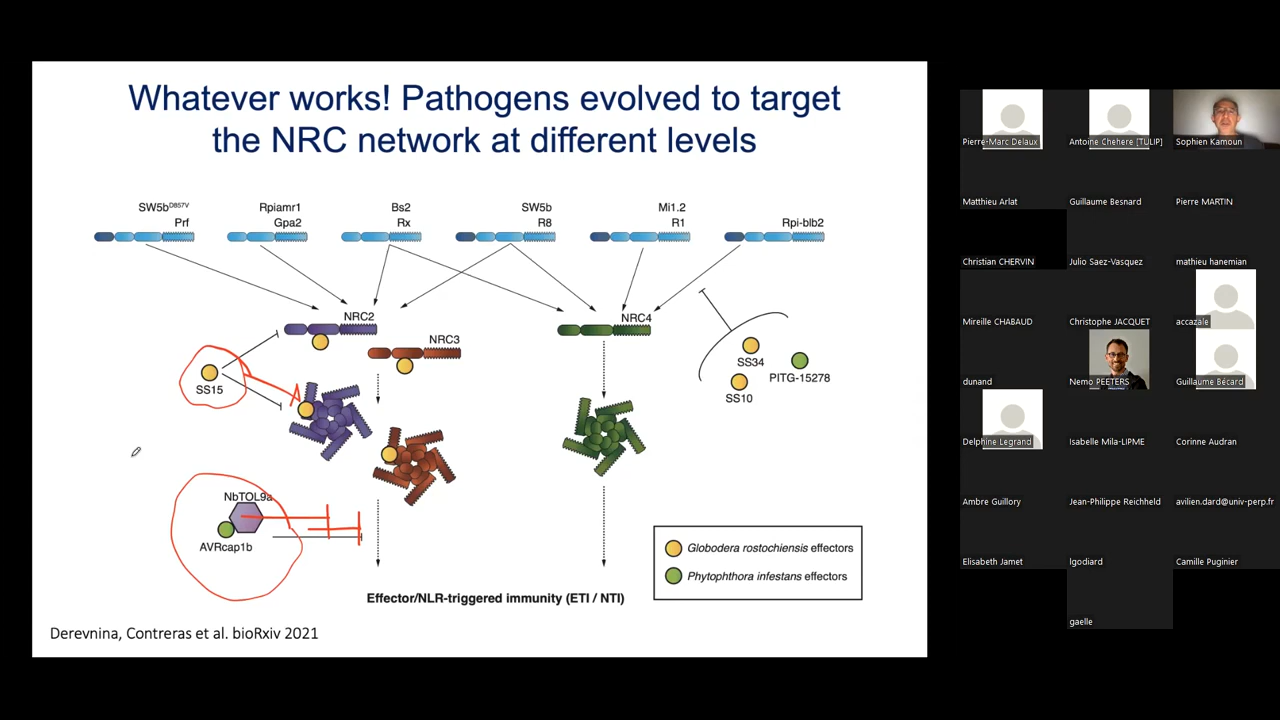 Whatever works! Pathogens evolved to target
the NRC network at different levels
SW5bD857V
Prf
Rpiamr1
Gpa2
Bs2
Rx
SW5b
R8
Mi1.2
R1
Rpi-blb2
NRC2
NRC3
NRC4
SS15
SS34
PITG-15278
SS10
NbTOL9a
AVRcap1b
Globodera rostochiensis effectors
Phytophthora infestans effectors
Effector/NLR-triggered immunity (ETI / NTI)
Derevnina, Contreras et al. bioRxiv 2021
Pierre-Marc Delaux
Antoine Chehere [TULIP]
Sophien Kamoun
Matthieu Arlat
Guillaume Besnard
Pierre MARTIN
Christian CHERVIN
Julio Saez-Vasquez
mathieu hanemian
Mireille CHABAUD
Christophe JACQUET
accazale
dunand
Nemo PEETERS
Guillaume Bécard
Delphine Legrand
Isabelle Mila-LIPME
Corinne Audran
Ambre Guillory
Jean-Philippe Reichheld
avilien.dard@univ-perp.fr
Elisabeth Jamet
lgodiard
Camille Puginier
gaelle